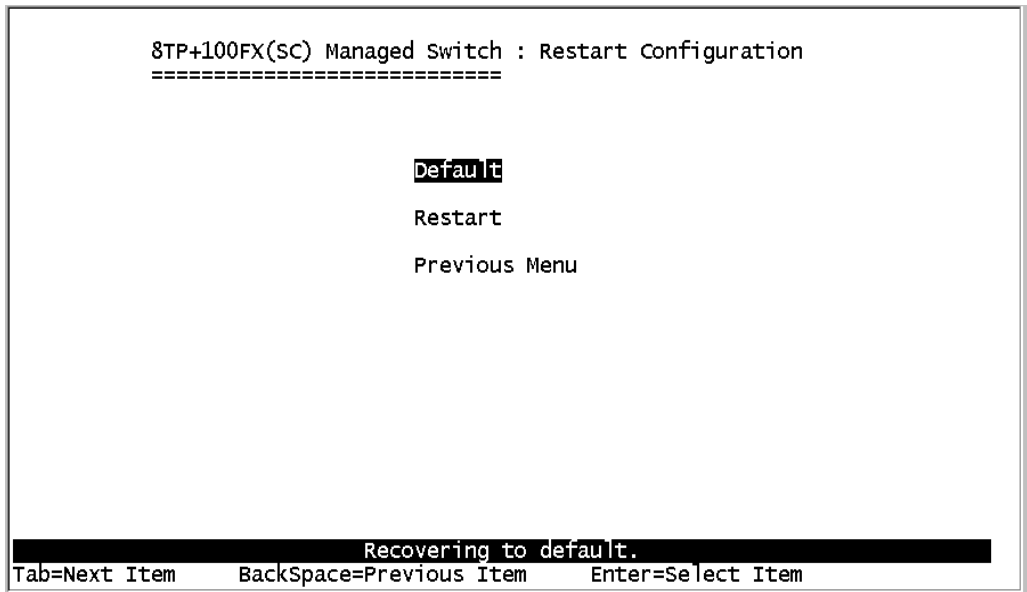 8TP+100FX(SC) Managed Switch : Restart Configuration
============================
Default
Restart
Previous Menu
Recovering to default.
Tab=Next Item BackSpace=Previous Item Enter=Select Item